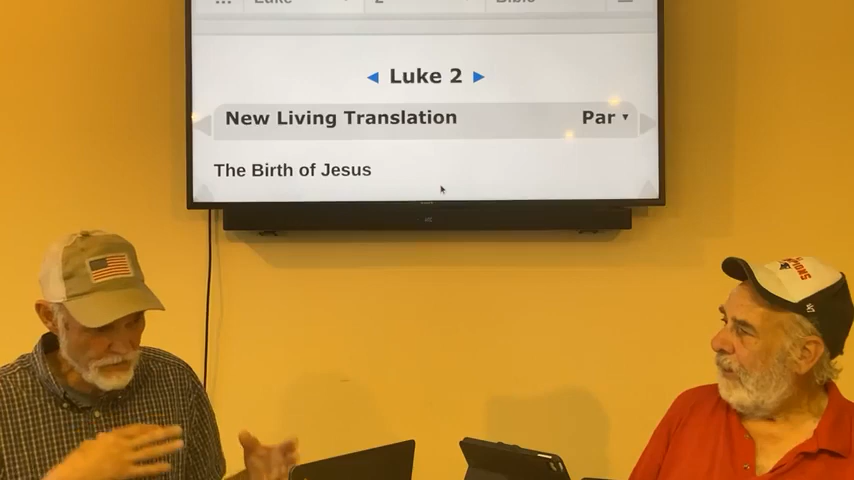 ◄ Luke 2 ►
New Living Translation Par ▾
The Birth of Jesus